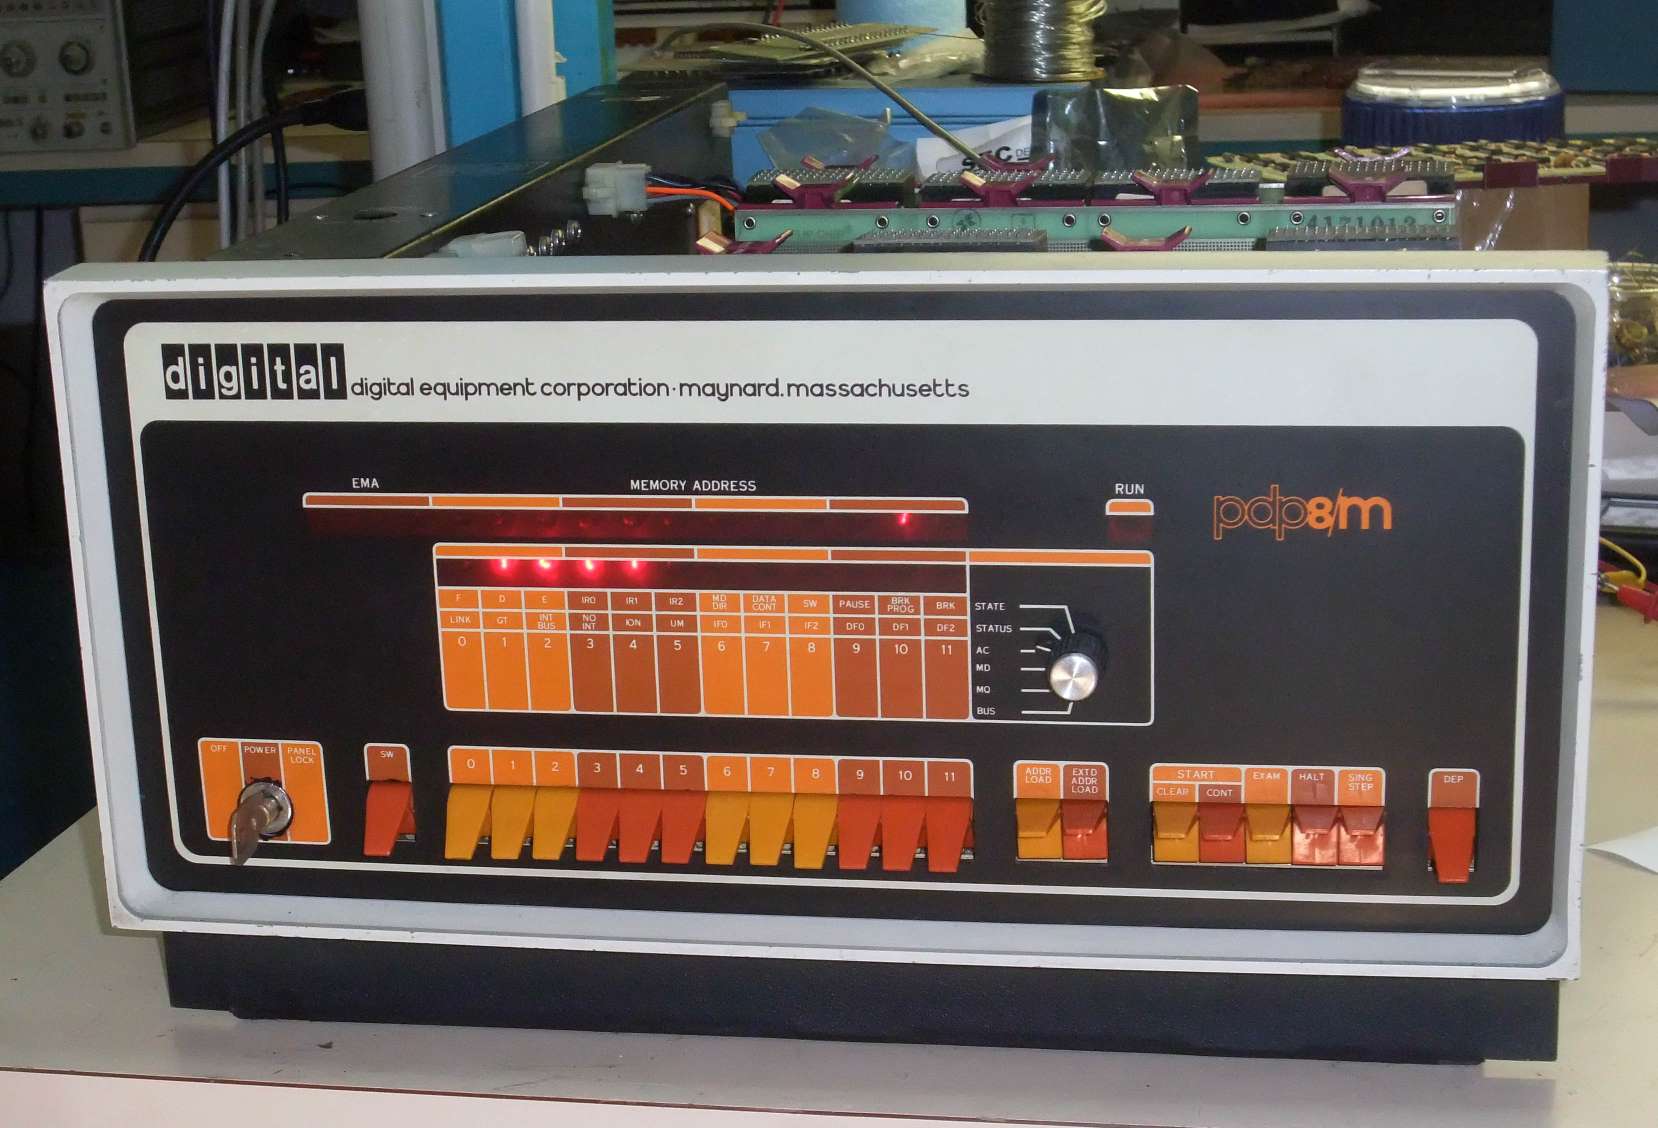 4171013
digital digital equipment corporation·maynard.massachusetts
EMA MEMORY ADDRESS RUN
pdp8/m
F D E IR0 IR1 IR2 MD DIR DATA CONT SW PAUSE BRK PROG BRK
LINK GT INT BUS NO INT ION UM IF0 IF1 IF2 DF0 DF1 DF2
0 1 2 3 4 5 6 7 8 9 10 11
STATE
STATUS
AC
MD
MQ
BUS
OFF POWER PANEL LOCK
SW
0 1 2 3 4 5 6 7 8 9 10 11
ADDR LOAD EXTD ADDR LOAD
START EXAM HALT SING STEP
CLEAR CONT
DEP